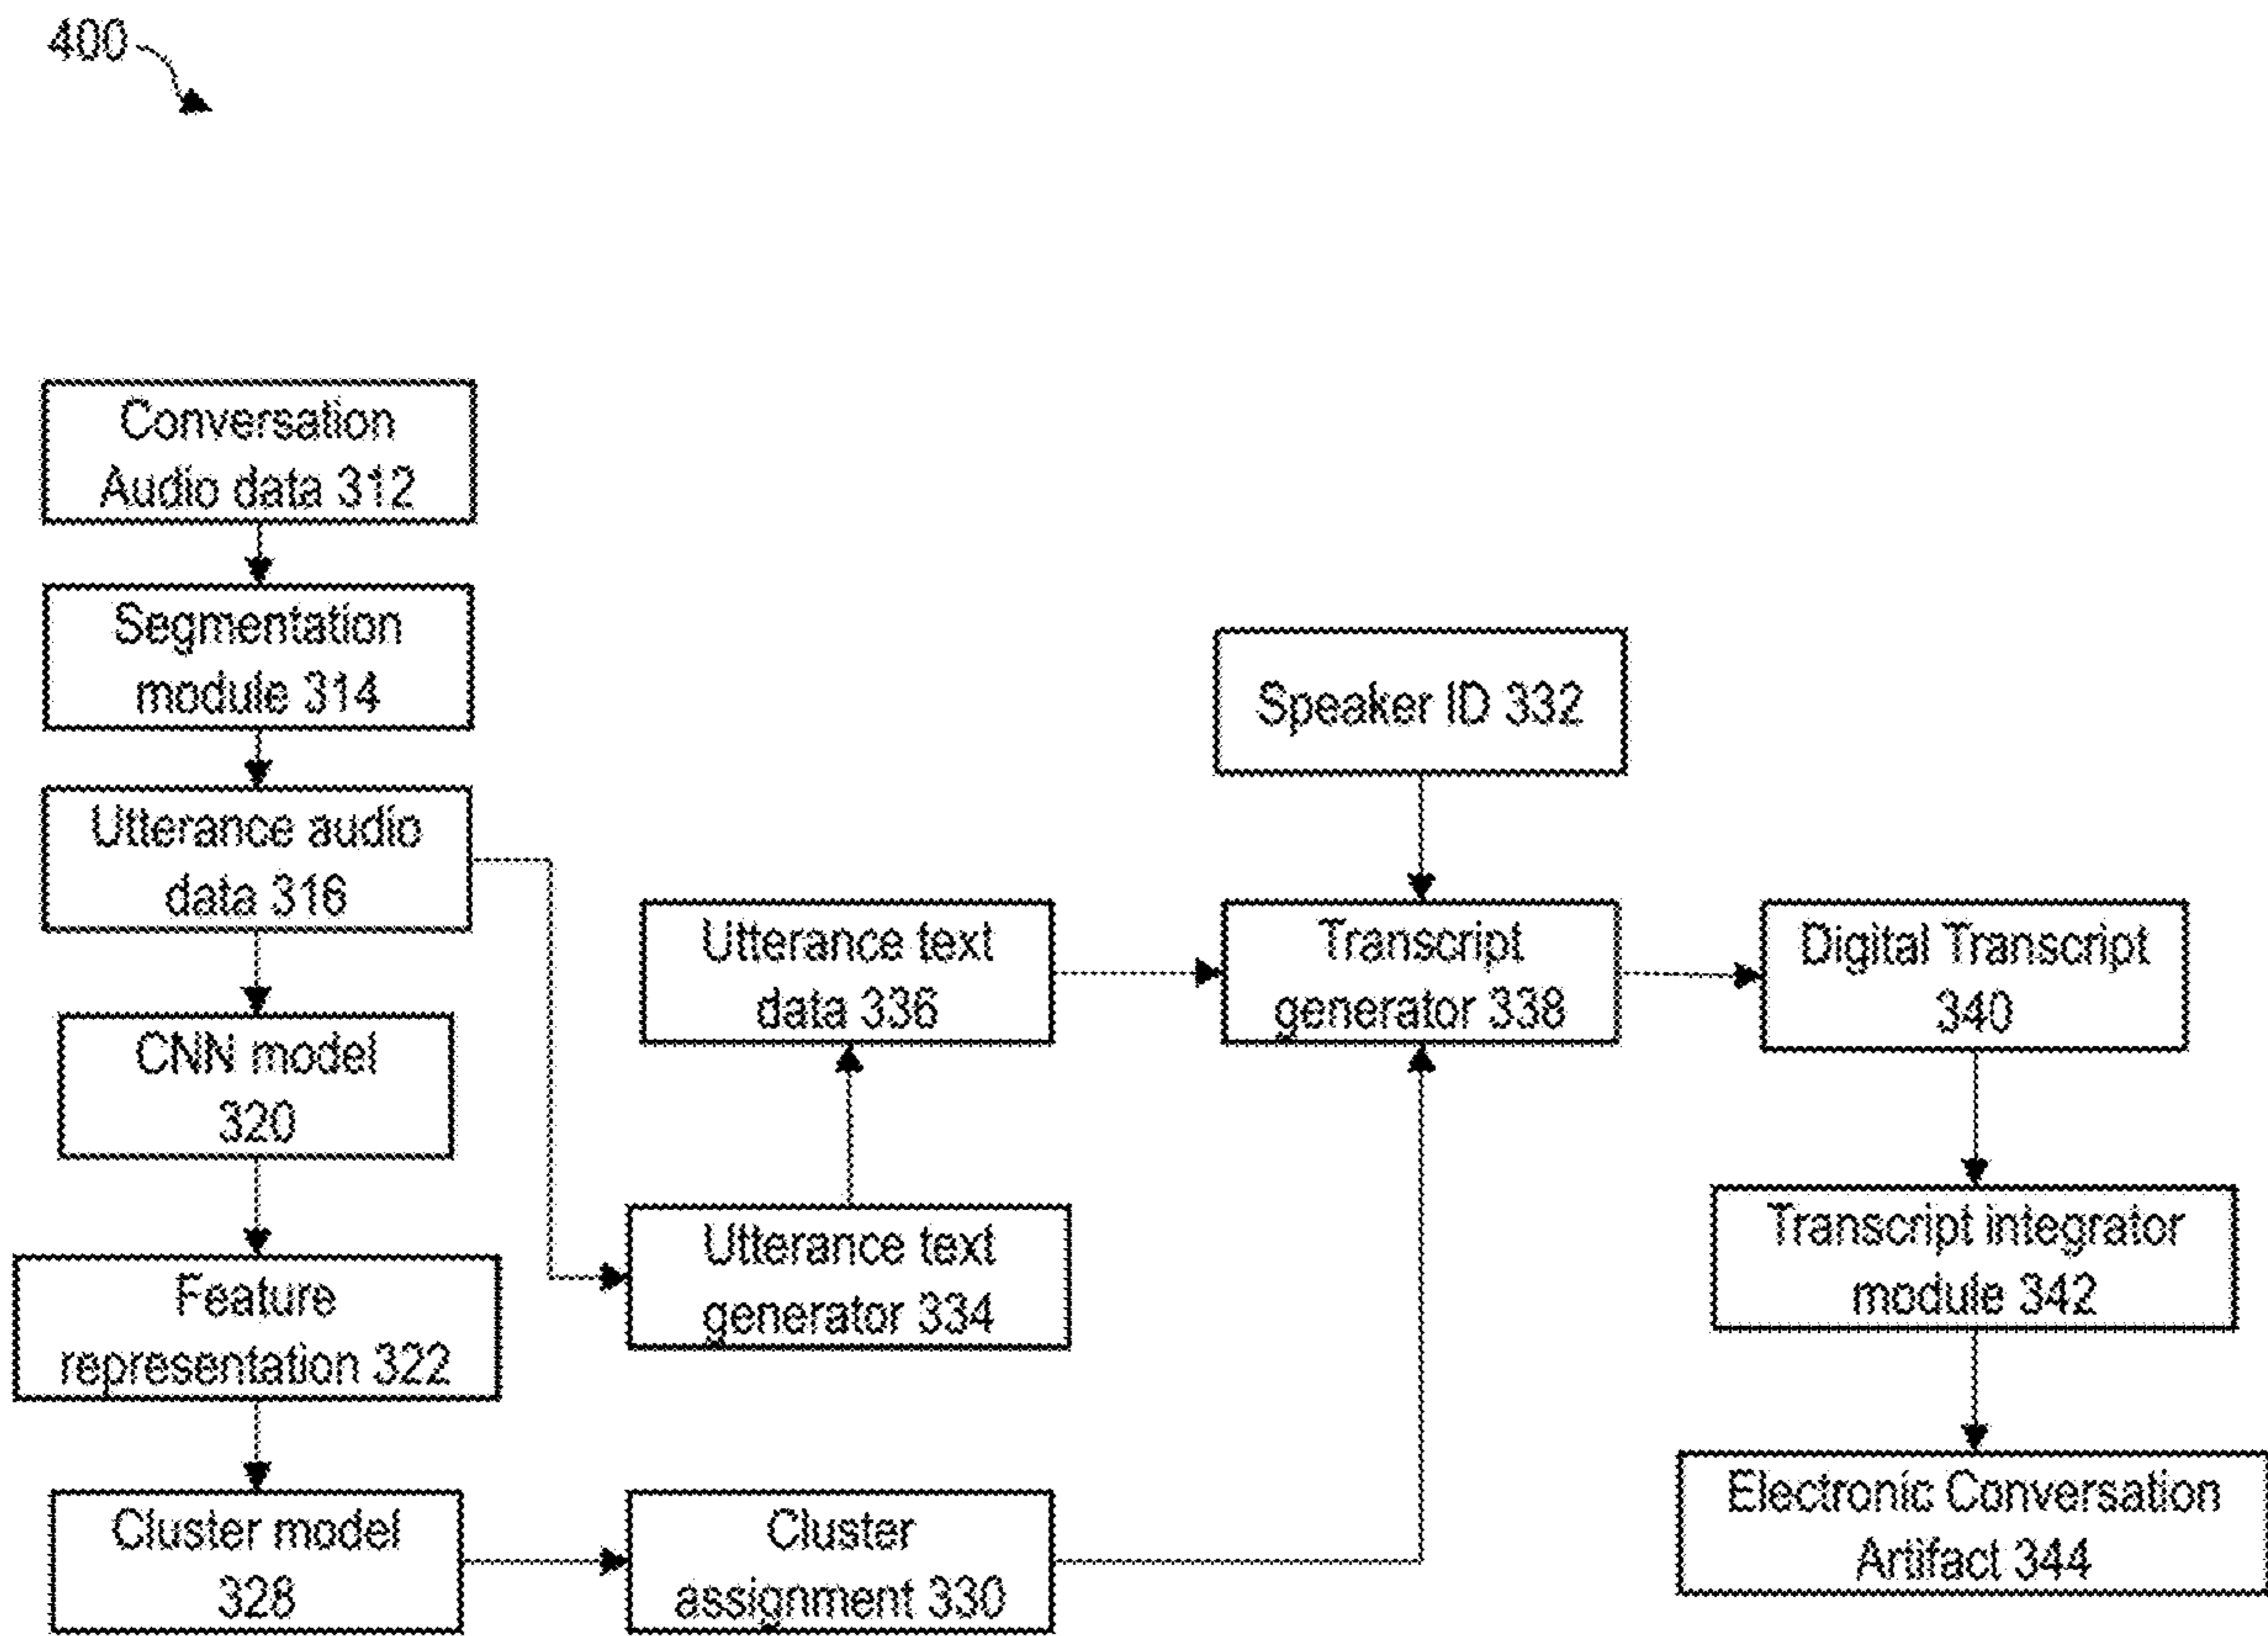 400
Conversation
Audio data 312
Segmentation
module 314
Utterance audio
data 316
CNN model
320
Feature
representation 322
Cluster model
328
Utterance text
data 336
Utterance text
generator 334
Cluster
assignment 330
Speaker ID 332
Transcript
generator 338
Digital Transcript
340
Transcript integrator
module 342
Electronic Conversation
Artifact 344